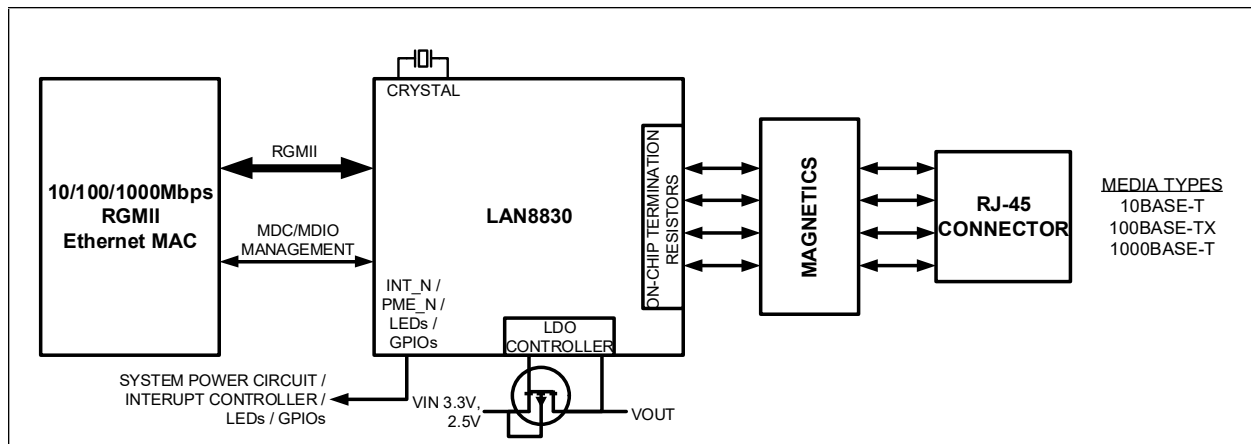 CRYSTAL
10/100/1000Mbps
RGMII
Ethernet MAC
RGMII
MDC/MDIO
MANAGEMENT
LAN8830
INT_N /
PME_N /
LEDs /
GPIOs
LDO
CONTROLLER
ON-CHIP TERMINATION
RESISTORS
MAGNETICS
RJ-45
CONNECTOR
MEDIA TYPES
10BASE-T
100BASE-TX
1000BASE-T
SYSTEM POWER CIRCUIT /
INTERUPT CONTROLLER /
LEDs / GPIOs
VIN 3.3V,
2.5V
VOUT